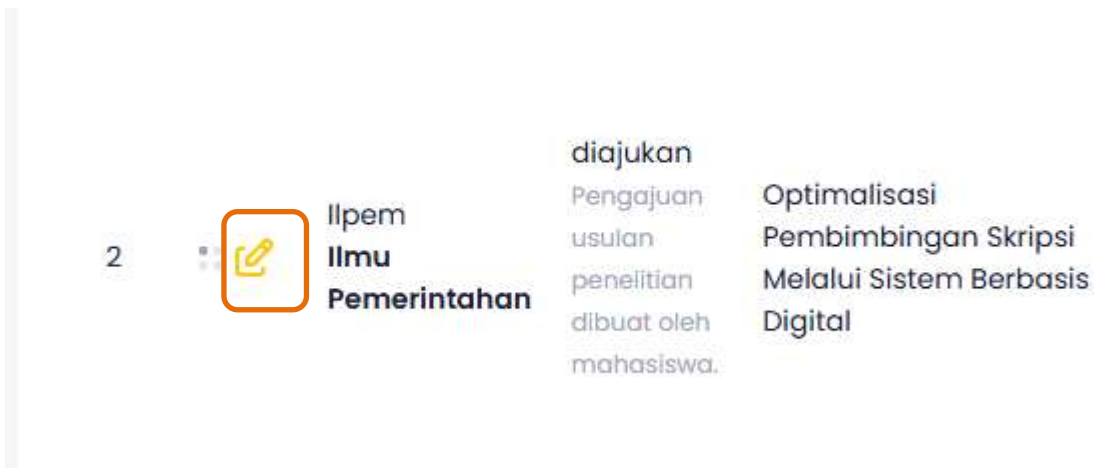 2
Ilpem
Ilmu
Pemerintahan
diajukan
Pengajuan
usulan
penelitian
dibuat oleh
mahasiswa.
Optimalisasi
Pembimbingan Skripsi
Melalui Sistem Berbasis
Digital